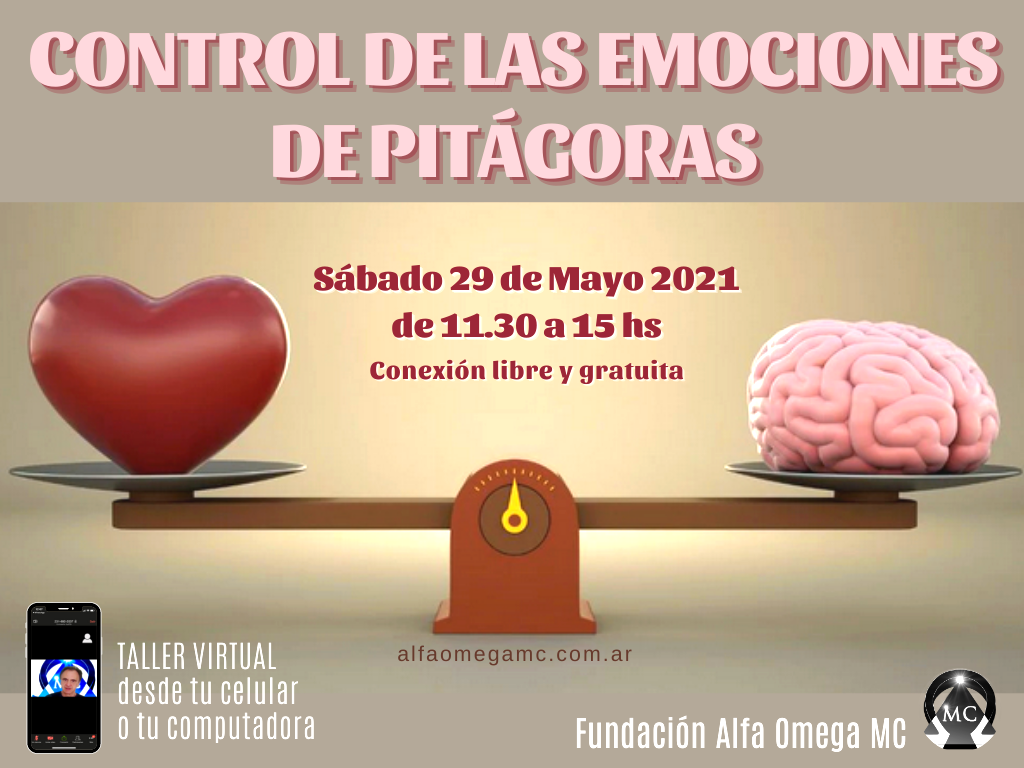 CONTROL DE LAS EMOCIONES
DE PITÁGORAS
Sábado 29 de Mayo 2021
de 11.30 a 15 hs
Conexión libre y gratuita
alfaomegamc.com.ar
TALLER VIRTUAL
desde tu celular
o tu computadora
Fundación Alfa Omega MC
MC